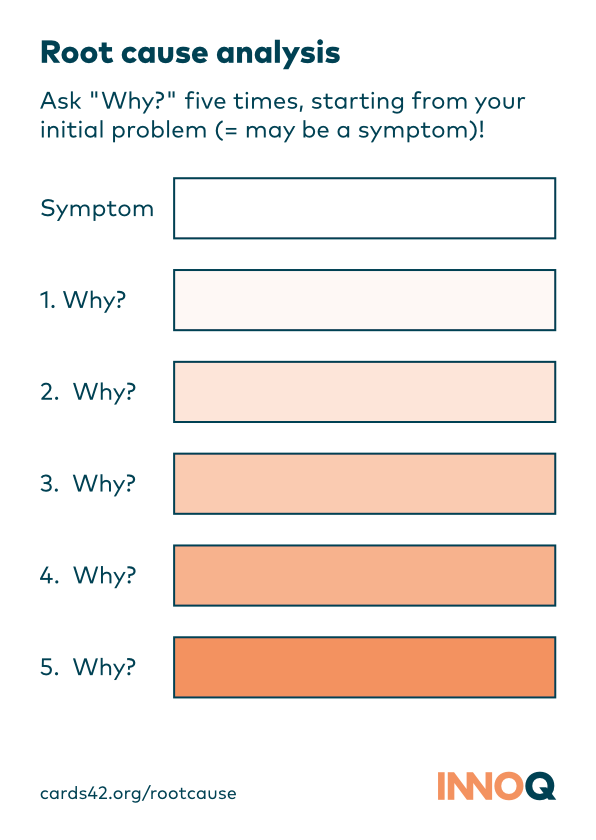 Root cause analysis
Ask "Why?" five times, starting from your
initial problem (= may be a symptom)!
Symptom
1. Why?
2. Why?
3. Why?
4. Why?
5. Why?
cards42.org/rootcause
INNOQ